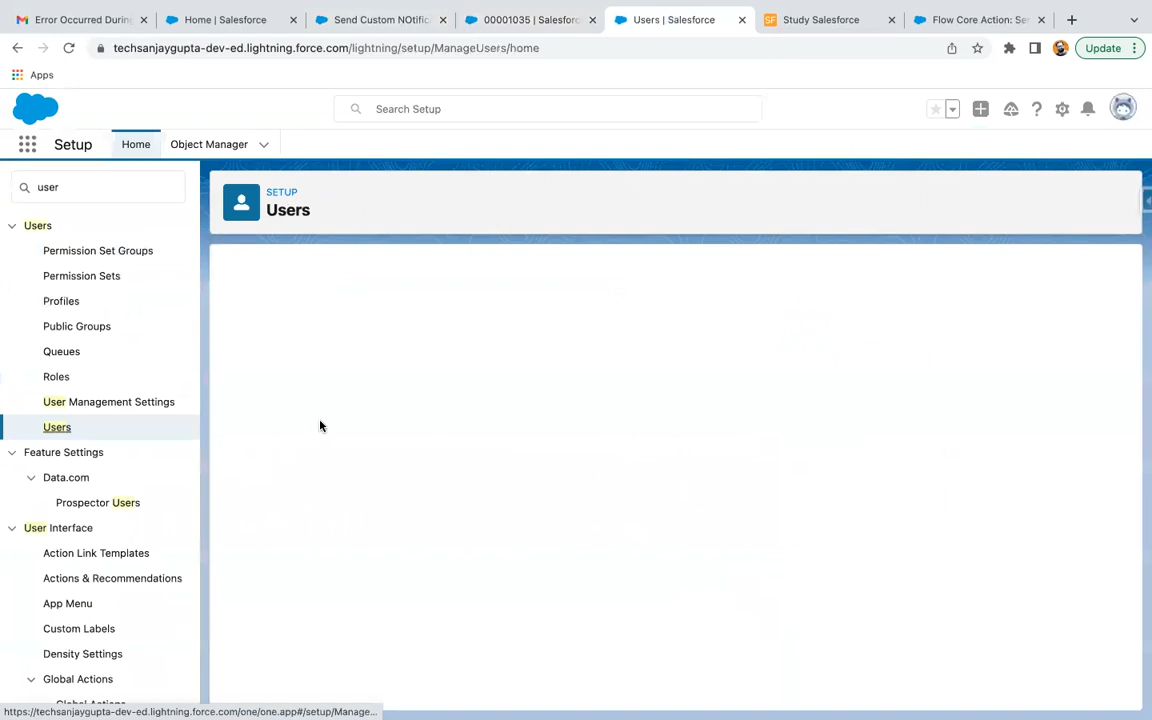 Error Occurred During
Home | Salesforce
Send Custom NOtific
00001035 | Salesforc
Users | Salesforce
SF Study Salesforce
Flow Core Action: Se
techsanjaygupta-dev-ed.lightning.force.com/lightning/setup/ManageUsers/home
Update
Apps
Search Setup
Setup
Home
Object Manager
user
SETUP
Users
Users
Permission Set Groups
Permission Sets
Profiles
Public Groups
Queues
Roles
User Management Settings
Users
Feature Settings
Data.com
Prospector Users
User Interface
Action Link Templates
Actions & Recommendations
App Menu
Custom Labels
Density Settings
Global Actions
Global Actions
https://techsanjaygupta-dev-ed.lightning.force.com/one/one.app#/setup/Manage...